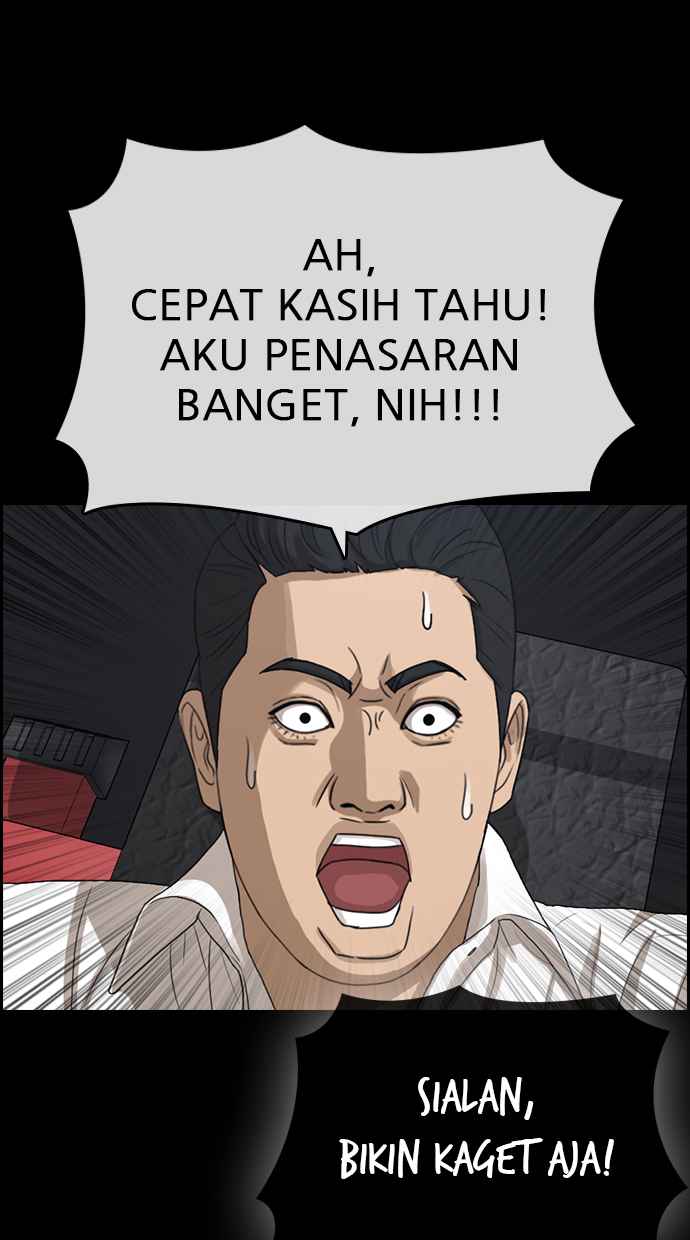 AH,
CEPAT KASIH TAHU!
AKU PENASARAN
BANGET, NIH!!!
SIALAN,
BIKIN KAGET AJA!